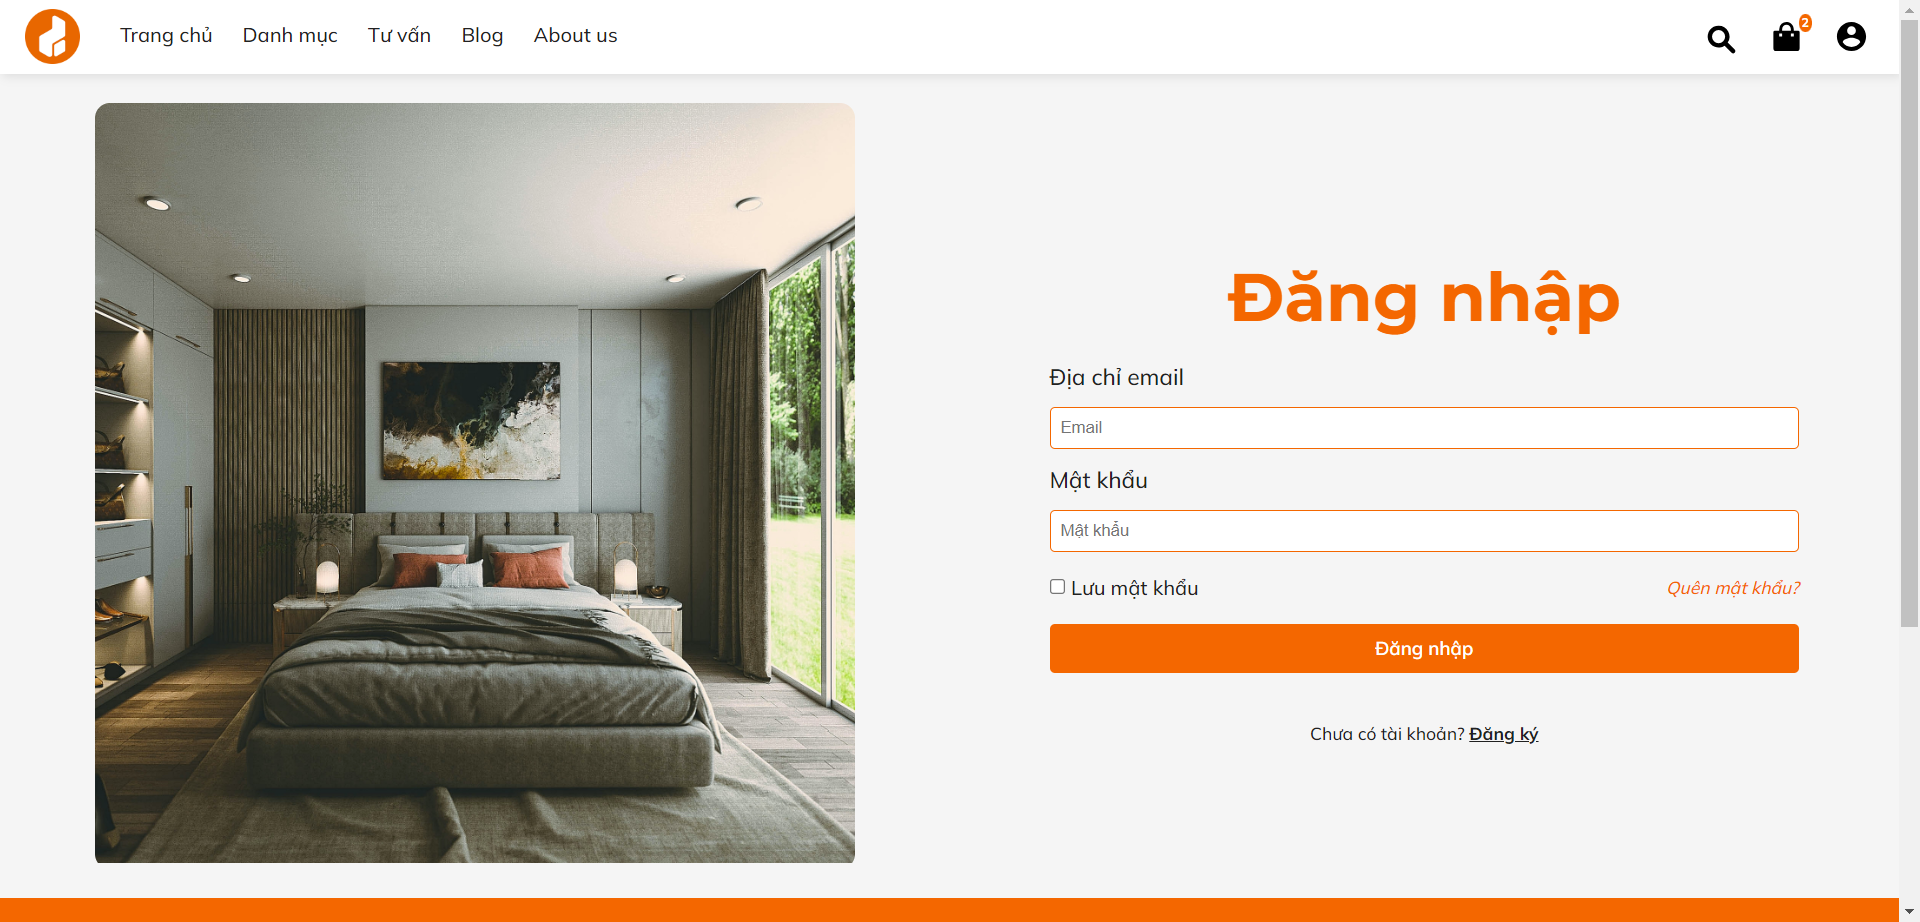 Trang chủ Danh mục Tư vấn Blog About us 2
Đăng nhập
Địa chỉ email
Email
Mật khẩu
Mật khẩu
Lưu mật khẩu Quên mật khẩu?
Đăng nhập
Chưa có tài khoản? Đăng ký